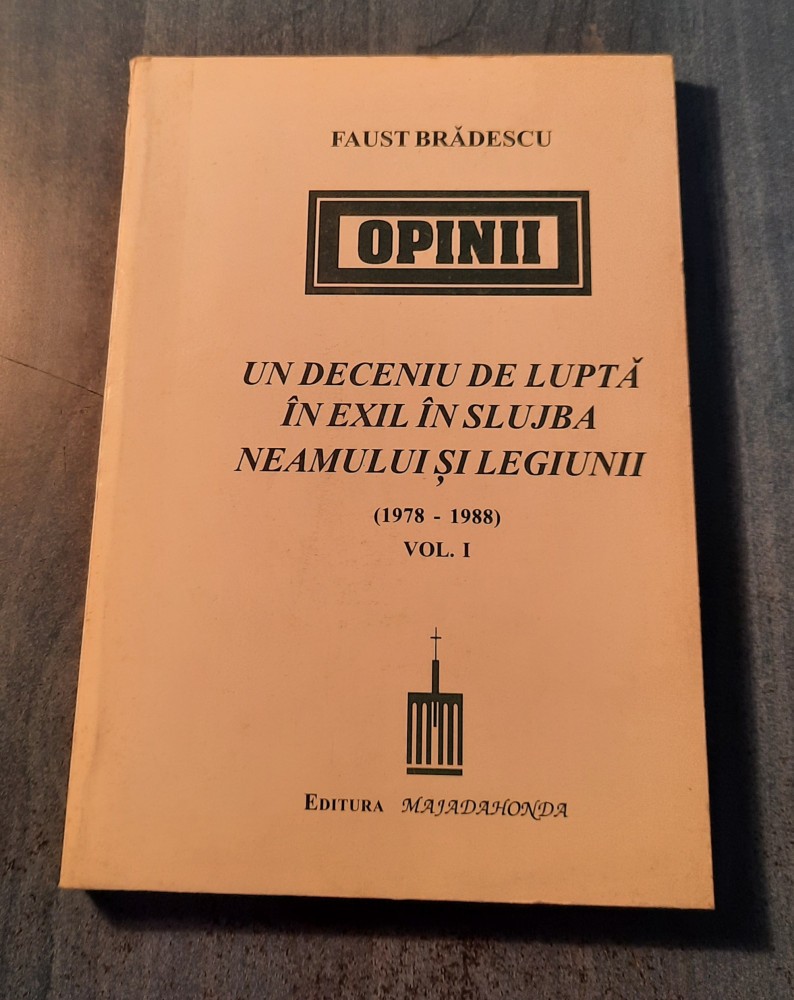 FAUST BRĂDESCU
OPINII
UN DECENIU DE LUPTĂ
ÎN EXIL ÎN SLUJBA
NEAMULUI ȘI LEGIUNII
(1978 - 1988)
VOL. I
EDITURA MAJADAHONDA